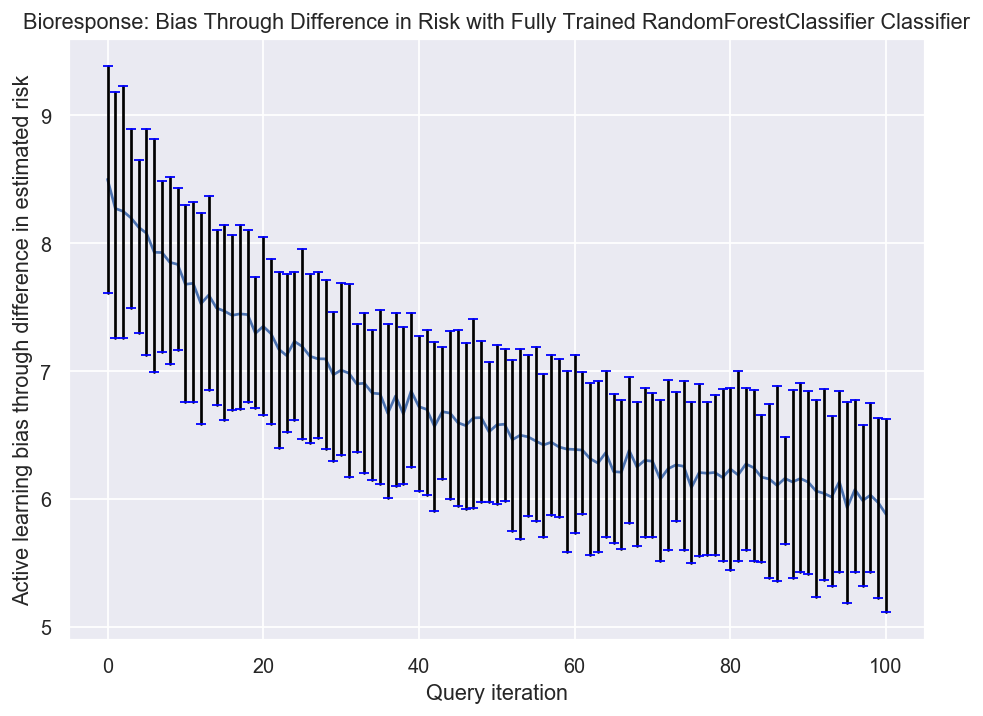 Bioresponse: Bias Through Difference in Risk with Fully Trained RandomForestClassifier Classifier
Active learning bias through difference in estimated risk
9
8
7
6
5
0 20 40 60 80 100
Query iteration